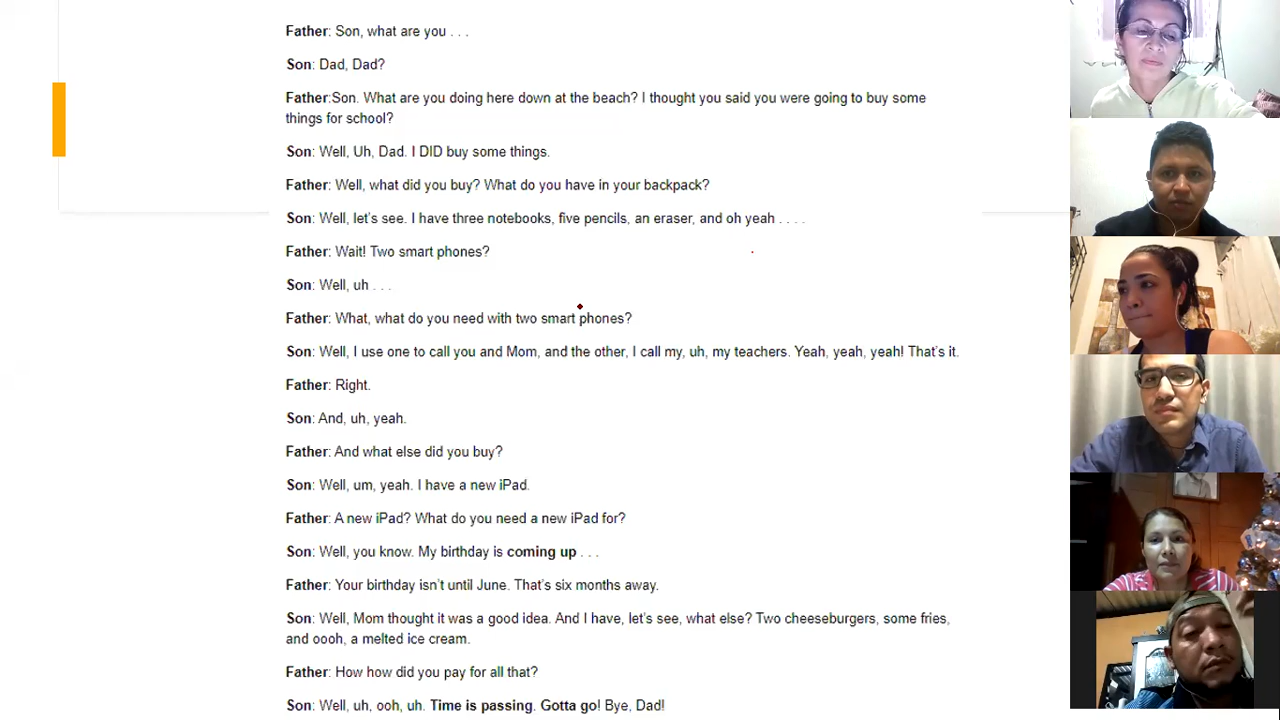 Father: Son, what are you . . .
Son: Dad, Dad?
Father:Son. What are you doing here down at the beach? I thought you said you were going to buy some
things for school?
Son: Well, Uh, Dad. I DID buy some things.
Father: Well, what did you buy? What do you have in your backpack?
Son: Well, let's see. I have three notebooks, five pencils, an eraser, and oh yeah . . . .
Father: Wait! Two smart phones?
Son: Well, uh . . .
Father: What, what do you need with two smart phones?
Son: Well, I use one to call you and Mom, and the other, I call my, uh, my teachers. Yeah, yeah, yeah! That's it.
Father: Right.
Son: And, uh, yeah.
Father: And what else did you buy?
Son: Well, um, yeah. I have a new iPad.
Father: A new iPad? What do you need a new iPad for?
Son: Well, you know. My birthday is coming up . . .
Father: Your birthday isn't until June. That's six months away.
Son: Well, Mom thought it was a good idea. And I have, let's see, what else? Two cheeseburgers, some fries,
and oooh, a melted ice cream.
Father: How how did you pay for all that?
Son: Well, uh, ooh, uh. Time is passing. Gotta go! Bye, Dad!